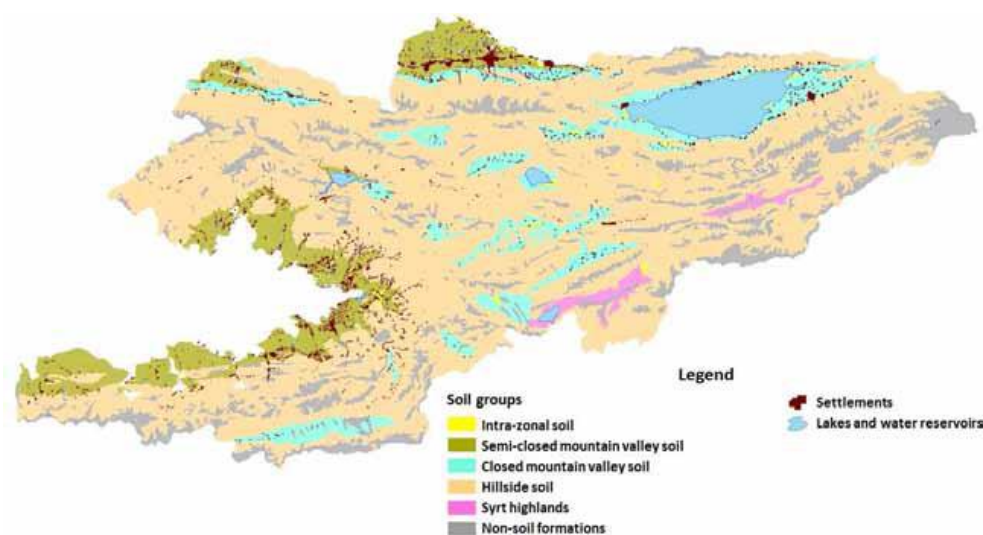 Legend
Soil groups
Intra-zonal soil
Semi-closed mountain valley soil
Closed mountain valley soil
Hillside soil
Syrt highlands
Non-soil formations
Settlements
Lakes and water reservoirs